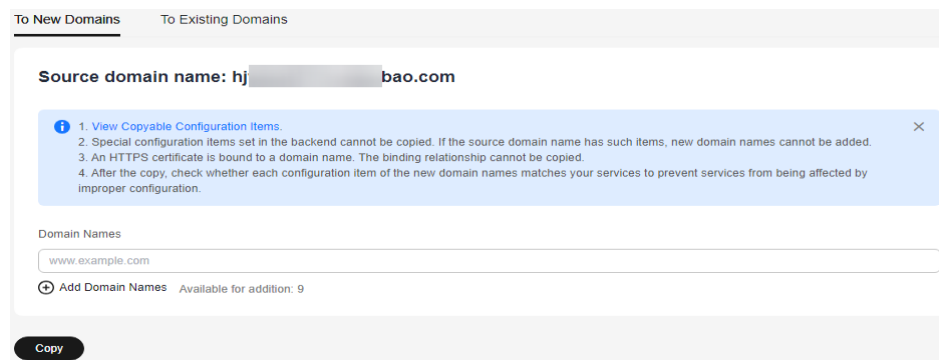 To New Domains To Existing Domains
Source domain name: hj bao.com
1. View Copyable Configuration Items.
2. Special configuration items set in the backend cannot be copied. If the source domain name has such items, new domain names cannot be added.
3. An HTTPS certificate is bound to a domain name. The binding relationship cannot be copied.
4. After the copy, check whether each configuration item of the new domain names matches your services to prevent services from being affected by
improper configuration.
Domain Names
www.example.com
Add Domain Names Available for addition: 9
Copy